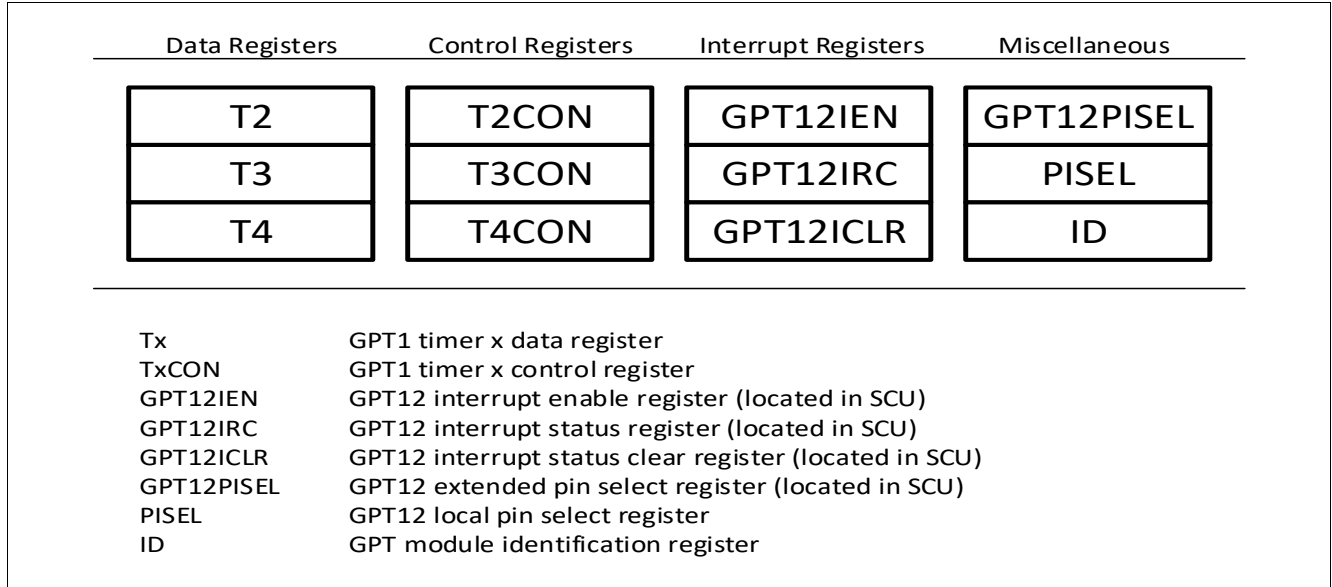 Data Registers Control Registers Interrupt Registers Miscellaneous
T2 T2CON GPT12IEN GPT12PISEL
T3 T3CON GPT12IRC PISEL
T4 T4CON GPT12ICLR ID
Tx GPT1 timer x data register
TxCON GPT1 timer x control register
GPT12IEN GPT12 interrupt enable register (located in SCU)
GPT12IRC GPT12 interrupt status register (located in SCU)
GPT12ICLR GPT12 interrupt status clear register (located in SCU)
GPT12PISEL GPT12 extended pin select register (located in SCU)
PISEL GPT12 local pin select register
ID GPT module identification register